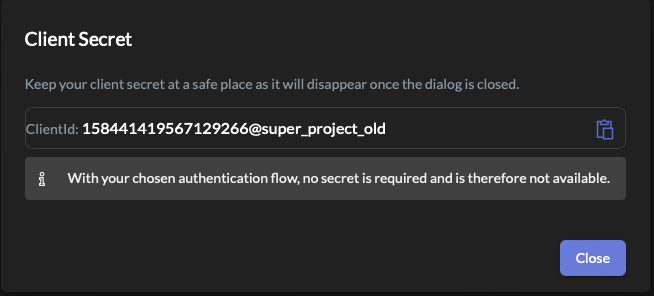 Client Secret
Keep your client secret at a safe place as it will disappear once the dialog is closed.
ClientId: 158441419567129266@super_project_old
With your chosen authentication flow, no secret is required and is therefore not available.
Close